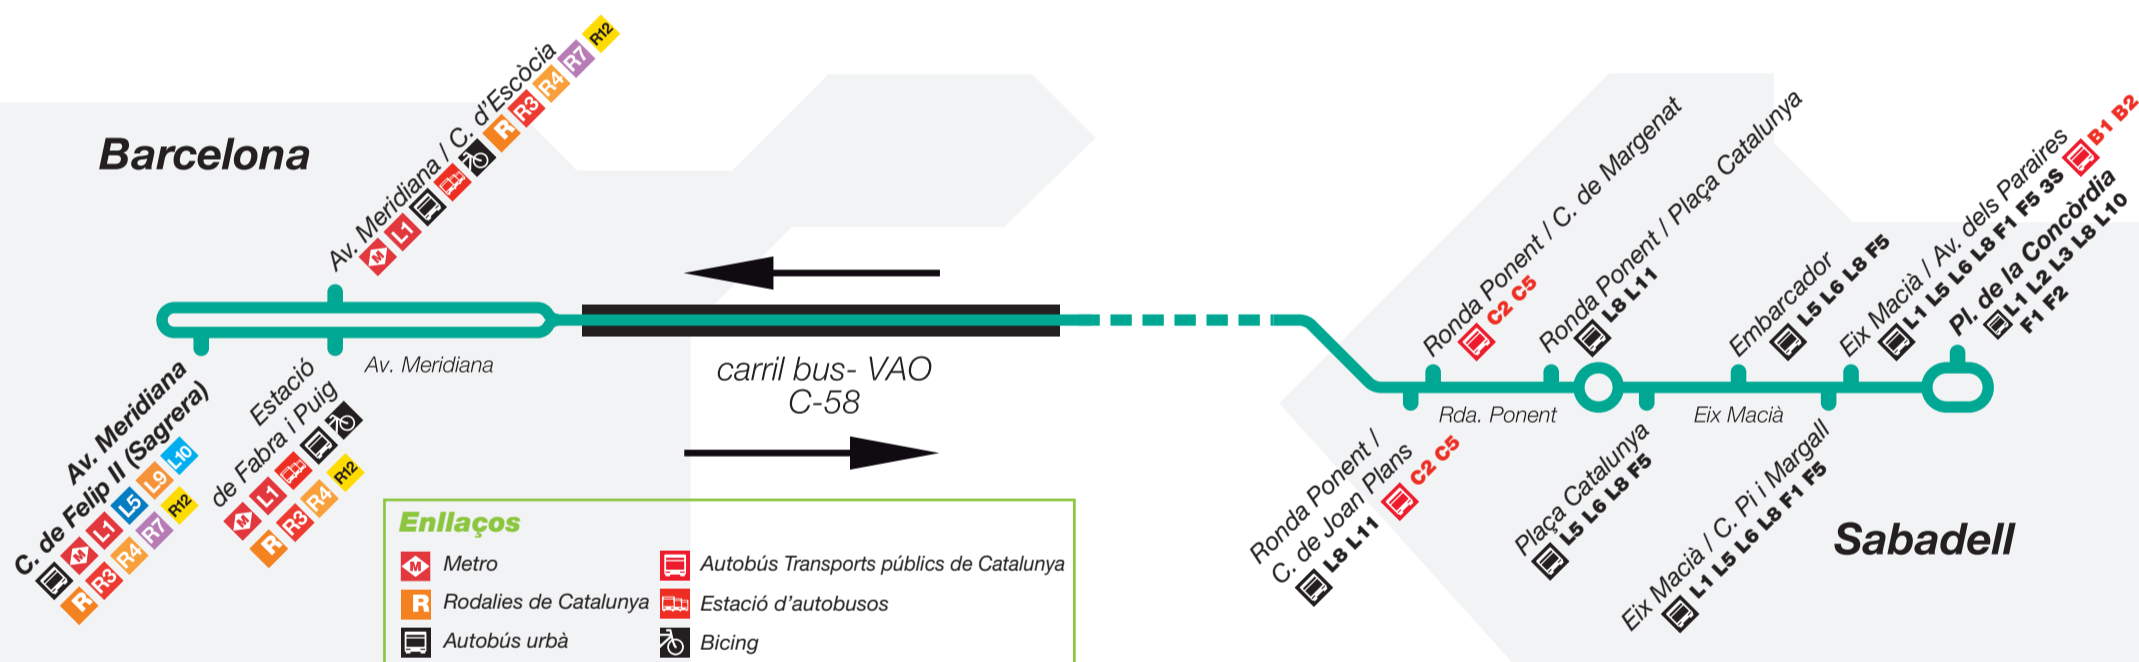 Barcelona
Av. Meridiana / C. d'Escòcia
M L1 R R3 R4 R7 R12
Av. Meridiana
C. de Felip II (Sagrera)
M L1 L5 L9 L10
R R3 R4 R7 R12
Estació
de Fabra i Puig
M L1
R R3 R4 R12
Av. Meridiana
carril bus- VAO
C-58
Ronda Ponent /
C. de Joan Plans
L8 L11 C2 C5
Ronda Ponent / C. de Margenat
C2 C5
Rda. Ponent
Ronda Ponent / Plaça Catalunya
L8 L11
Plaça Catalunya
L5 L6 L8 F5
Eix Macià
Embarcador
L5 L6 L8 F5
Eix Macià / C. Pi i Margall
L1 L5 L6 L8 F1 F5
Eix Macià / Av. dels Paraires
L1 L5 L6 L8 F1 F5 3S B1 B2
Pl. de la Concòrdia
L1 L2 L3 L8 L10
F1 F2
Sabadell
Enllaços
M Metro
R Rodalies de Catalunya
Autobús urbà
Autobús Transports públics de Catalunya
Estació d'autobusos
Bicing